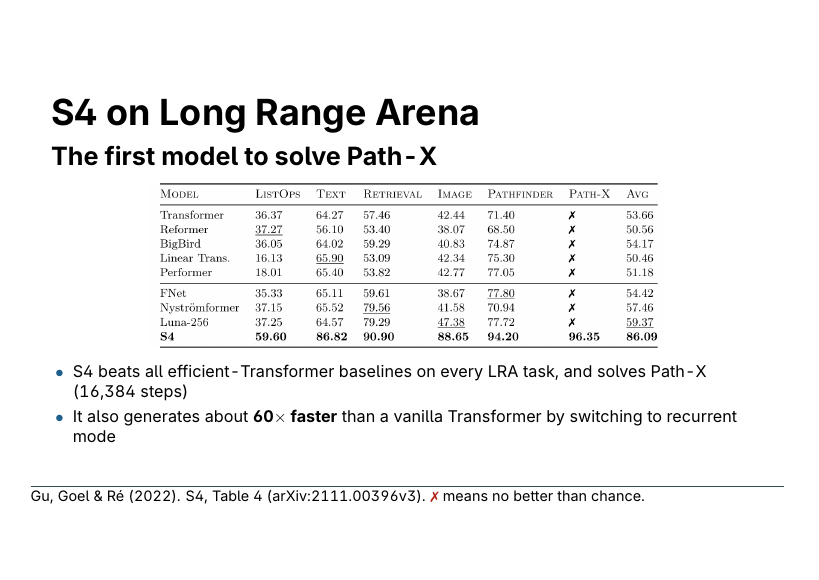 S4 on Long Range Arena
The first model to solve Path-X
Model ListOps Text Retrieval Image Pathfinder Path-X Avg
Transformer 36.37 64.27 57.46 42.44 71.40 ✗ 53.66
Reformer 37.27 56.10 53.40 38.07 68.50 ✗ 50.56
BigBird 36.05 64.02 59.29 40.83 74.87 ✗ 54.17
Linear Trans. 16.13 65.90 53.09 42.34 75.30 ✗ 50.46
Performer 18.01 65.40 53.82 42.77 77.05 ✗ 51.18
FNet 35.33 65.11 59.61 38.67 77.80 ✗ 54.42
Nyströmformer 37.15 65.52 79.56 41.58 70.94 ✗ 57.46
Luna-256 37.25 64.57 79.29 47.38 77.72 ✗ 59.37
S4 59.60 86.82 90.90 88.65 94.20 96.35 86.09
• S4 beats all efficient-Transformer baselines on every LRA task, and solves Path-X
(16,384 steps)
• It also generates about 60× faster than a vanilla Transformer by switching to recurrent
mode
Gu, Goel & Ré (2022). S4, Table 4 (arXiv:2111.00396v3). ✗ means no better than chance.